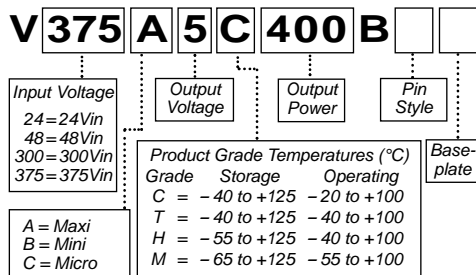 V 375 A 5 C 400 B
Input Voltage
24 = 24Vin
48 = 48Vin
300 = 300Vin
375 = 375Vin
Output
Voltage
Output
Power
Pin
Style
Base-
plate
A = Maxi
B = Mini
C = Micro
Product Grade Temperatures (°C)
Grade Storage Operating
C = – 40 to +125 – 20 to +100
T = – 40 to +125 – 40 to +100
H = – 55 to +125 – 40 to +100
M = – 65 to +125 – 55 to +100